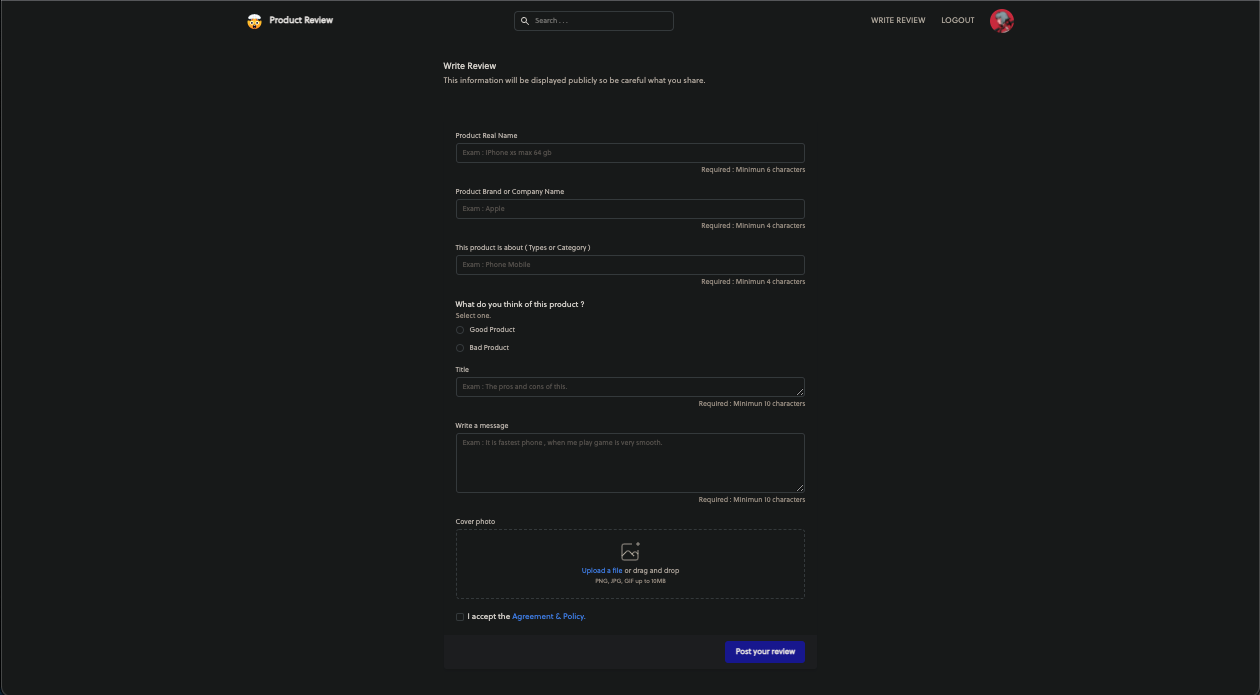 Product Review
Search . . .
WRITE REVIEW
LOGOUT
Write Review
This information will be displayed publicly so be careful what you share.
Product Real Name
Exam : iPhone xs max 64 gb
Required : Minimun 6 characters
Product Brand or Company Name
Exam : Apple
Required : Minimun 4 characters
This product is about ( Types or Category )
Exam : Phone Mobile
Required : Minimun 4 characters
What do you think of this product ?
Select one.
Good Product
Bad Product
Title
Exam : The pros and cons of this.
Required : Minimun 10 characters
Write a message
Exam : It is fastest phone , when me play game is very smooth.
Required : Minimun 10 characters
Cover photo
Upload a file or drag and drop
PNG, JPG, GIF up to 10MB
I accept the Agreement & Policy.
Post your review